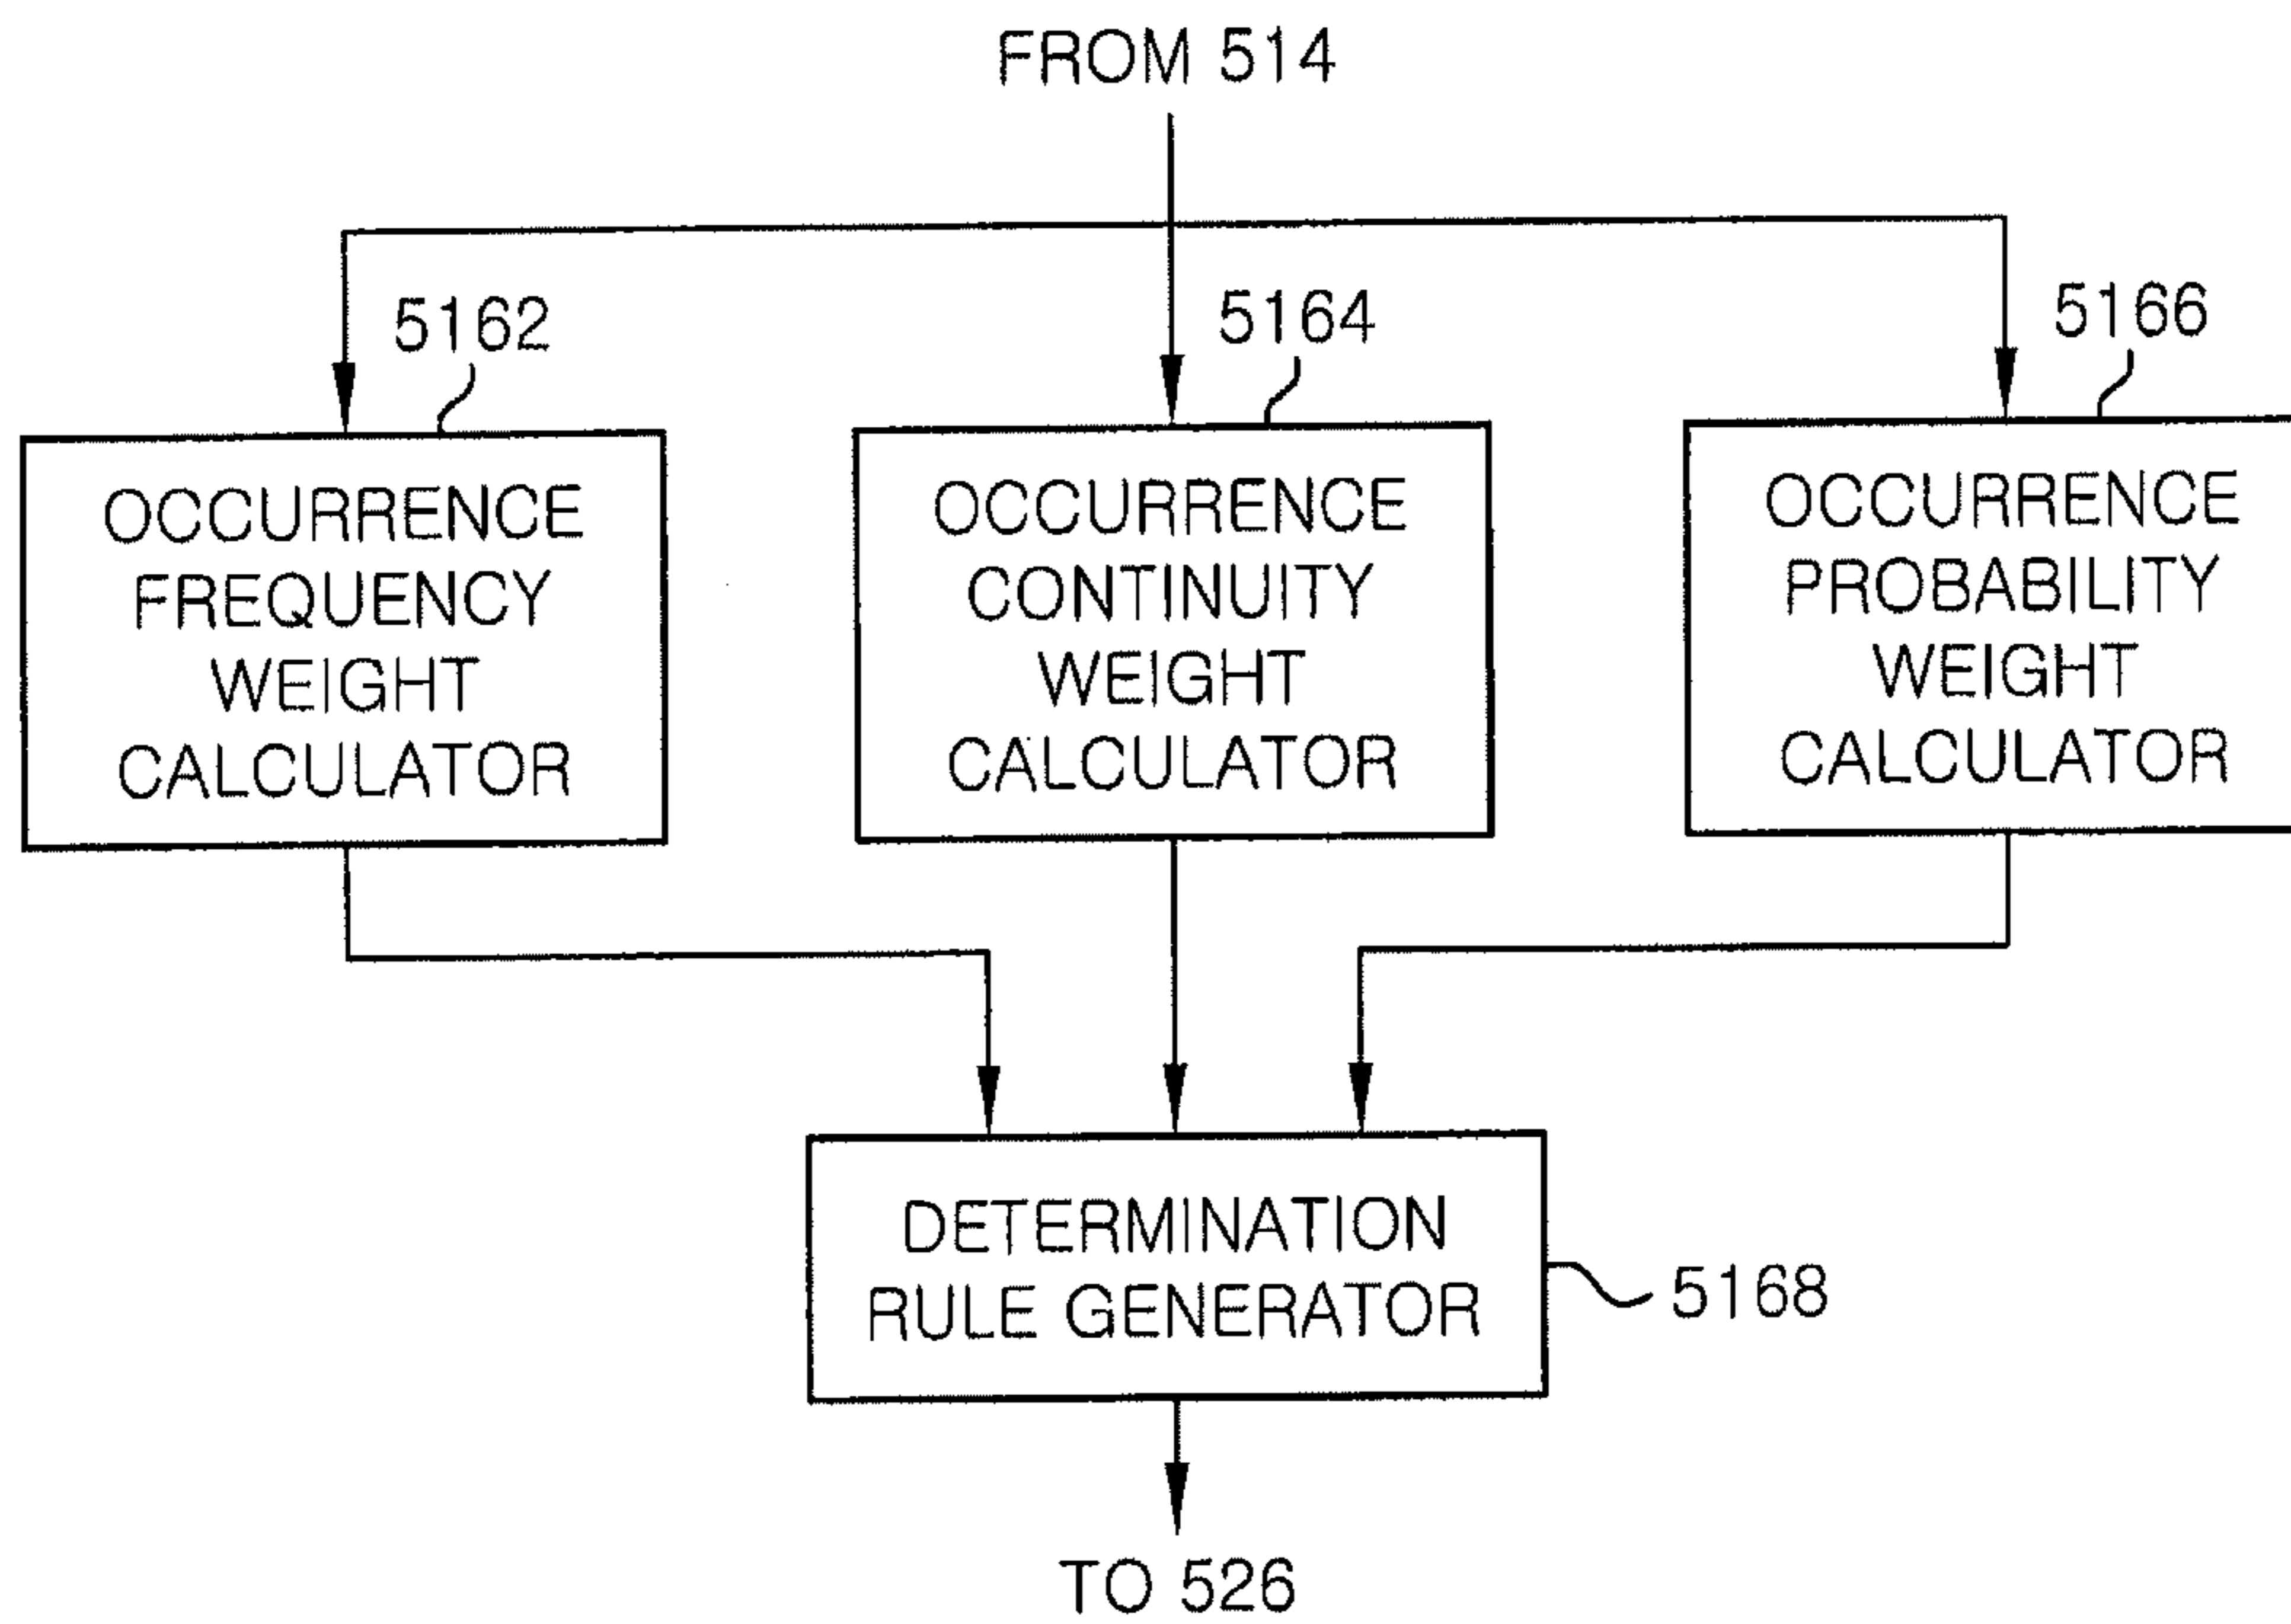 FROM 514
5162
5164
5166
OCCURRENCE
FREQUENCY
WEIGHT
CALCULATOR
OCCURRENCE
CONTINUITY
WEIGHT
CALCULATOR
OCCURRENCE
PROBABILITY
WEIGHT
CALCULATOR
DETERMINATION
RULE GENERATOR
5168
TO 526